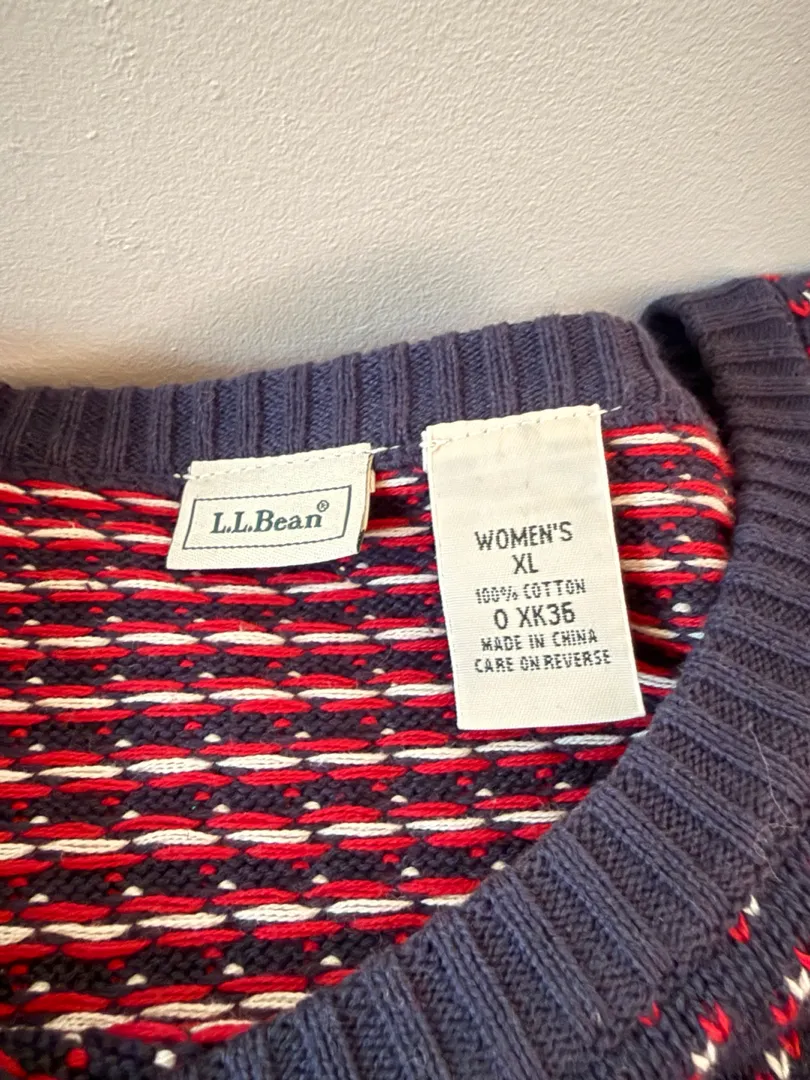 L.L.Bean®
WOMEN'S
XL
100% COTTON
0 XK36
MADE IN CHINA
CARE ON REVERSE